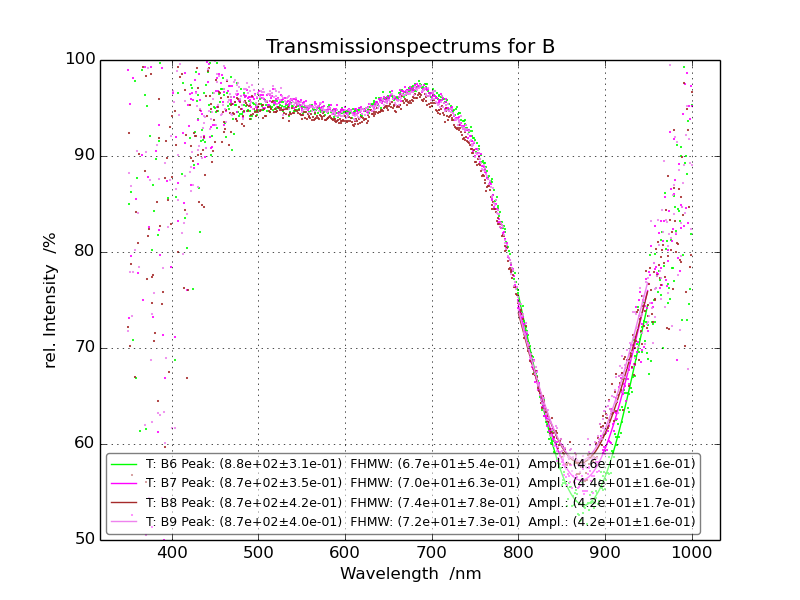 Transmissionspectrums for B
100
90
80
70
60
50
rel. Intensity /%
T: B6 Peak: (8.8e+02±3.1e-01) FHMW: (6.7e+01±5.4e-01) Ampl.: (4.6e+01±1.6e-01)
T: B7 Peak: (8.7e+02±3.5e-01) FHMW: (7.0e+01±6.3e-01) Ampl.: (4.4e+01±1.6e-01)
T: B8 Peak: (8.7e+02±4.2e-01) FHMW: (7.4e+01±7.8e-01) Ampl.: (4.2e+01±1.7e-01)
T: B9 Peak: (8.7e+02±4.0e-01) FHMW: (7.2e+01±7.3e-01) Ampl.: (4.2e+01±1.6e-01)
400 500 600 700 800 900 1000
Wavelength /nm